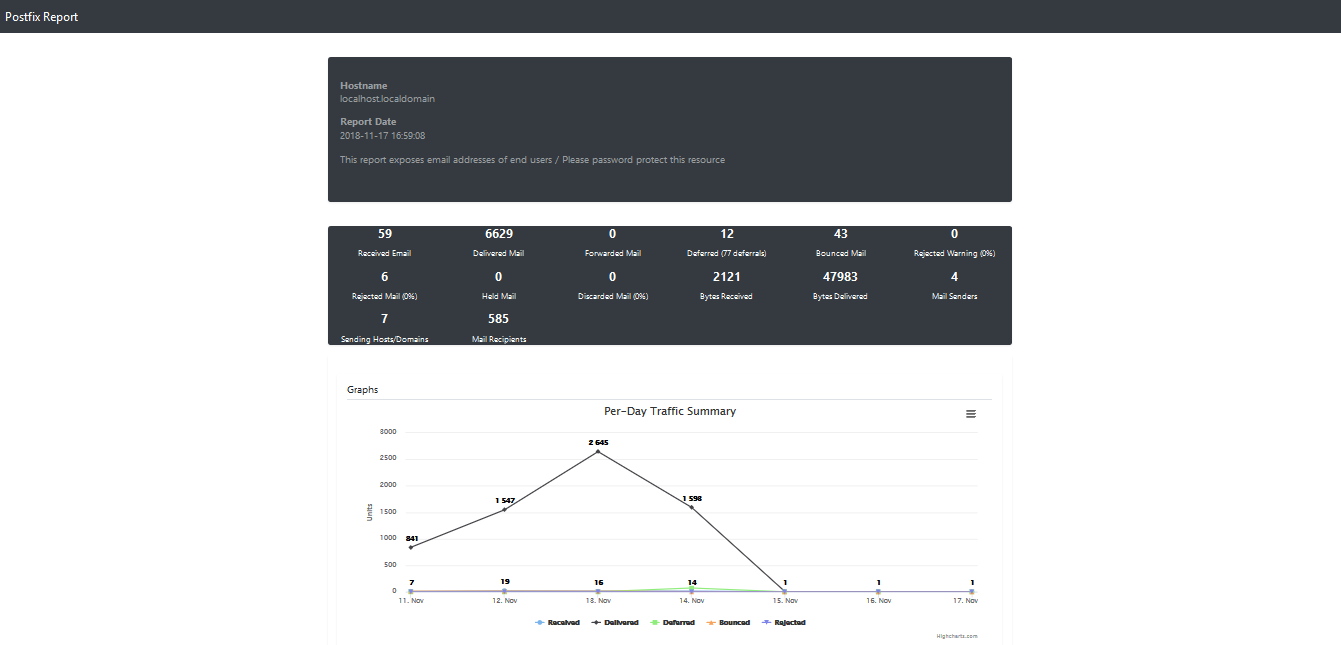 Postfix Report
Hostname
localhost.localdomain
Report Date
2018-11-17 16:59:08
This report exposes email addresses of end users / Please password protect this resource
59 6629 0 12 43 0
Received Email Delivered Mail Forwarded Mail Deferred (77 deferrals) Bounced Mail Rejected Warning (0%)
6 0 0 2121 47983 4
Rejected Mail (0%) Held Mail Discarded Mail (0%) Bytes Received Bytes Delivered Mail Senders
7 585
Sending Hosts/Domains Mail Recipients
Graphs
Per-Day Traffic Summary
3000
2500
2000
1500
1000
500
0
Units
841
1 547
2 645
1 598
7 19 16 14 1 1 1
11. Nov 12. Nov 13. Nov 14. Nov 15. Nov 16. Nov 17. Nov
Received Delivered Deferred Bounced Rejected
Highcharts.com